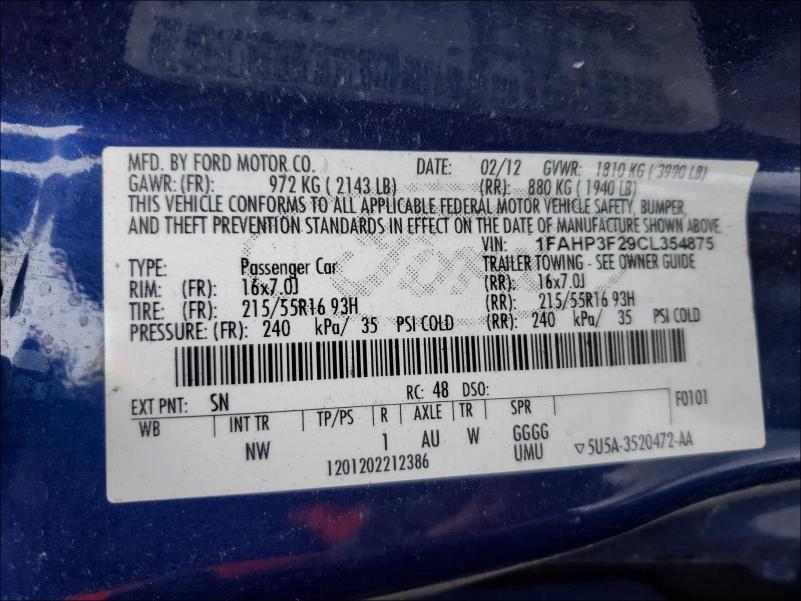 MFD. BY FORD MOTOR CO. DATE: 02/12 GVWR: 1810 KG ( 3990 LB)
GAWR: (FR): 972 KG ( 2143 LB) (RR): 880 KG ( 1940 LB)
THIS VEHICLE CONFORMS TO ALL APPLICABLE FEDERAL MOTOR VEHICLE SAFETY, BUMPER,
AND THEFT PREVENTION STANDARDS IN EFFECT ON THE DATE OF MANUFACTURE SHOWN ABOVE.
VIN: 1FAHP3F29CL354875
TYPE: Passenger Car TRAILER TOWING - SEE OWNER GUIDE
RIM: (FR): 16x7.0J (RR): 16x7.0J
TIRE: (FR): 215/55R16 93H (RR): 215/55R16 93H
PRESSURE: (FR): 240 kPa/ 35 PSI COLD (RR): 240 kPa/ 35 PSI COLD
EXT PNT: SN RC: 48 DSO: F0101
WB INT TR TP/PS R AXLE TR SPR
NW 1 AU W GGGG
UMU ▽5U5A-3520472-AA
1201202212386